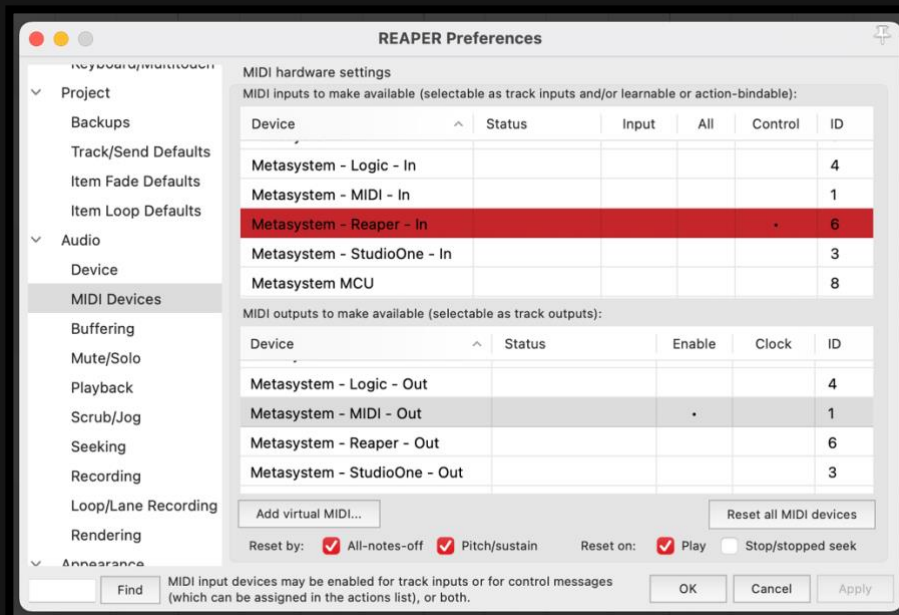 REAPER Preferences
Keyboard/Multitouch
Project
Backups
Track/Send Defaults
Item Fade Defaults
Item Loop Defaults
Audio
Device
MIDI Devices
Buffering
Mute/Solo
Playback
Scrub/Jog
Seeking
Recording
Loop/Lane Recording
Rendering
Appearance
Find
MIDI hardware settings
MIDI inputs to make available (selectable as track inputs and/or learnable or action-bindable):
Device Status Input All Control ID
Metasystem - Logic - In 4
Metasystem - MIDI - In 1
Metasystem - Reaper - In • 6
Metasystem - StudioOne - In 3
Metasystem MCU 8
MIDI outputs to make available (selectable as track outputs):
Device Status Enable Clock ID
Metasystem - Logic - Out 4
Metasystem - MIDI - Out • 1
Metasystem - Reaper - Out 6
Metasystem - StudioOne - Out 3
Add virtual MIDI... Reset all MIDI devices
Reset by: All-notes-off Pitch/sustain Reset on: Play Stop/stopped seek
MIDI input devices may be enabled for track inputs or for control messages
(which can be assigned in the actions list), or both.
OK Cancel Apply